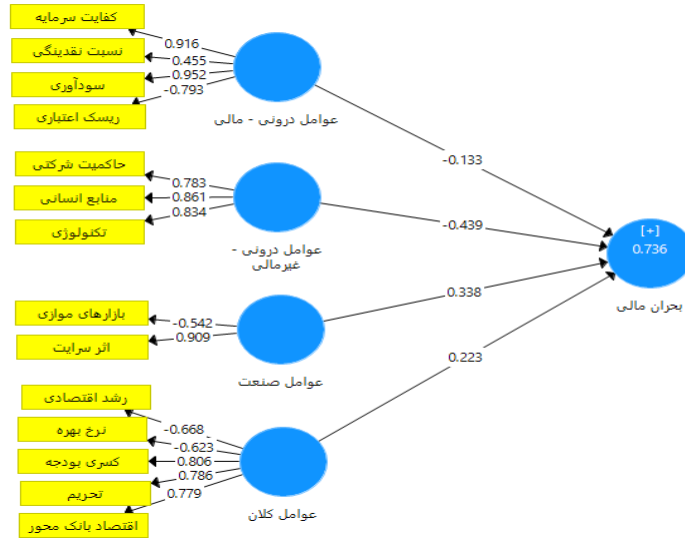 کفایت سرمایه
0.916
نسبت نقدینگی
0.455
سودآوری
0.952
ریسک اعتباری
-0.793
عوامل درونی - مالی
-0.133
حاکمیت شرکتی
0.783
منابع انسانی
0.861
تکنولوژی
0.834
عوامل درونی -
غیرمالی
-0.439
[+]
0.736
بحران مالی
بازارهای موازی
-0.542
اثر سرایت
0.909
عوامل صنعت
0.338
رشد اقتصادی
-0.668
نرخ بهره
-0.623
کسری بودجه
0.806
تحریم
0.786
اقتصاد بانک محور
0.779
عوامل کلان
0.223